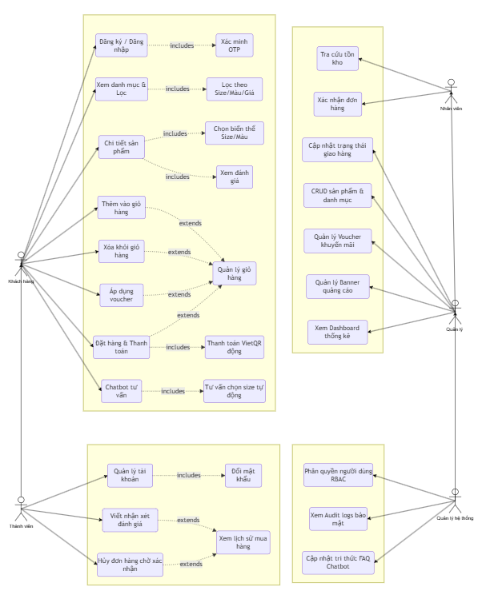 Đăng ký / Đăng
nhập
includes
Xác minh
OTP
Xem danh mục &
Lọc
includes
Lọc theo
Size/Màu/Giá
Chi tiết sản
phẩm
includes
Chọn biến thể
Size/Màu
includes
Xem đánh
giá
Thêm vào giỏ
hàng
extends
Xóa khỏi giỏ
hàng
extends
Quản lý giỏ
hàng
Áp dụng
voucher
extends
extends
Đặt hàng & Thanh
toán
includes
Thanh toán VietQR
động
Chatbot tư
vấn
includes
Tư vấn chọn size tự
động
Khách hàng
Tra cứu tồn
kho
Xác nhận đơn
hàng
Nhân viên
Cập nhật trạng thái
giao hàng
CRUD sản phẩm &
danh mục
Quản lý Voucher
khuyến mãi
Quản lý Banner
quảng cáo
Xem Dashboard
thống kê
Quản lý
Quản lý tài
khoản
includes
Đổi mật
khẩu
Viết nhận xét
đánh giá
extends
Xem lịch sử mua
hàng
Hủy đơn hàng chờ xác
nhận
extends
Thành viên
Phân quyền người dùng
RBAC
Xem Audit logs bảo
mật
Cập nhật tri thức FAQ
Chatbot
Quản lý hệ thống